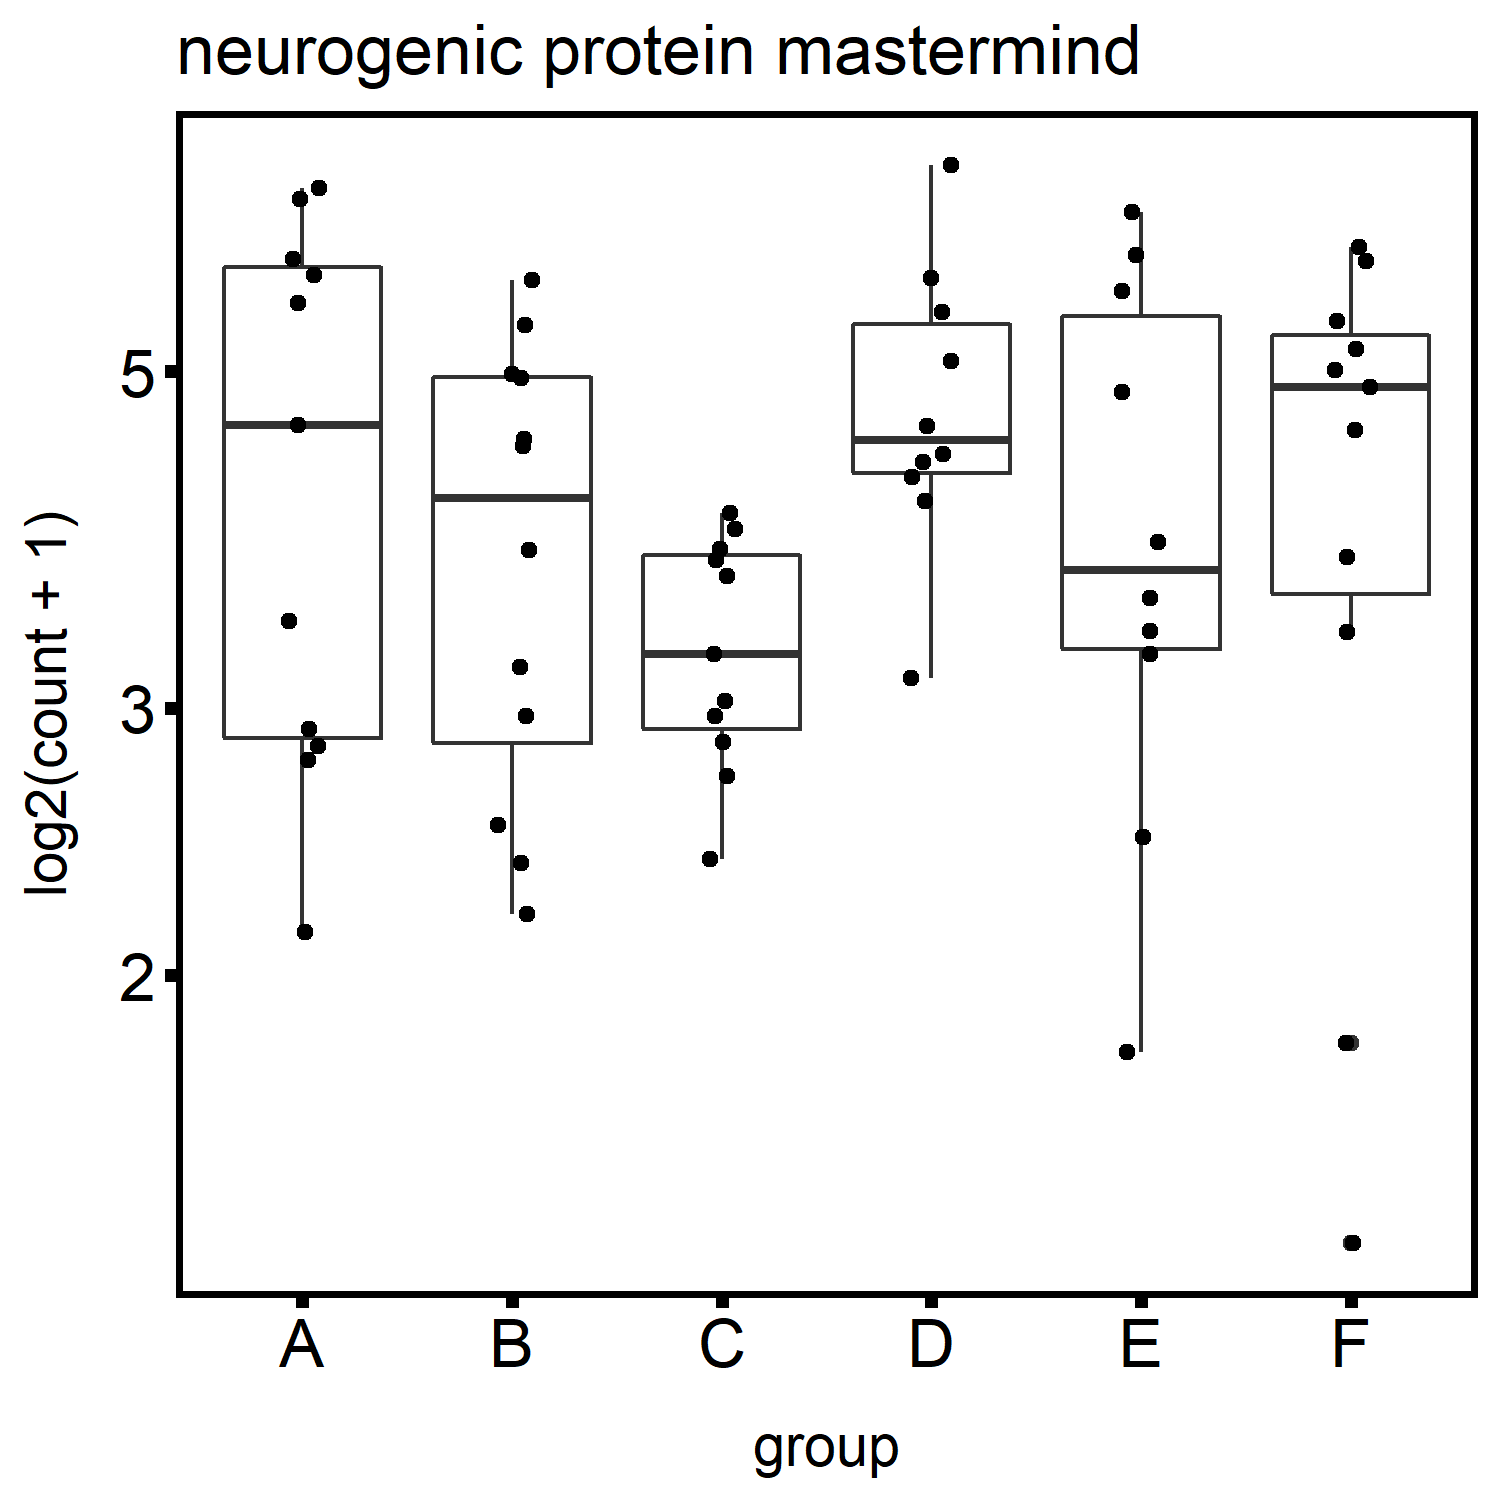 neurogenic protein mastermind
log2(count + 1)
5
3
2
A B C D E F
group